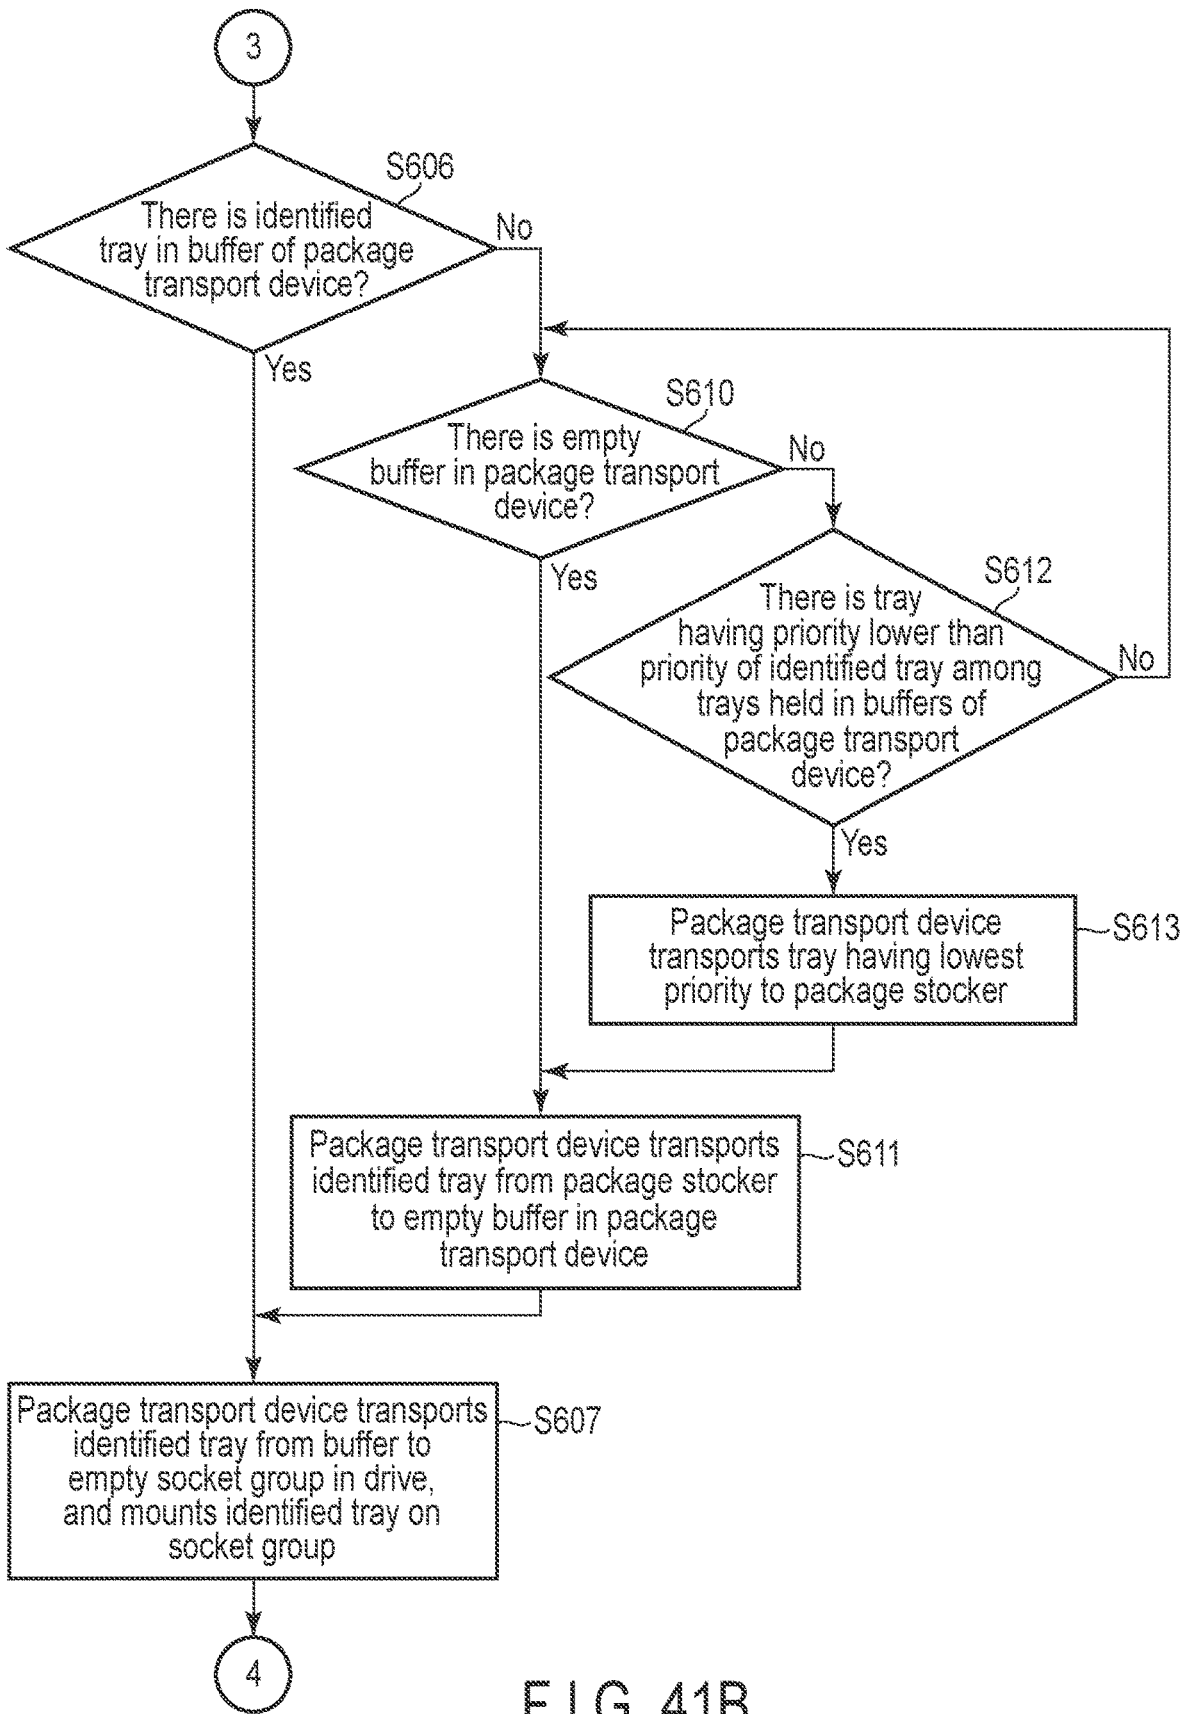 3
S606
There is identified
tray in buffer of package
transport device?
No
Yes
S610
There is empty
buffer in package transport
device?
No
Yes
S612
There is tray
having priority lower than
priority of identified tray among
trays held in buffers of
package transport
device?
No
Yes
Package transport device
transports tray having lowest
priority to package stocker
S613
Package transport device transports
identified tray from package stocker
to empty buffer in package
transport device
S611
Package transport device transports
identified tray from buffer to
empty socket group in drive,
and mounts identified tray on
socket group
S607
4
FIG. 41B